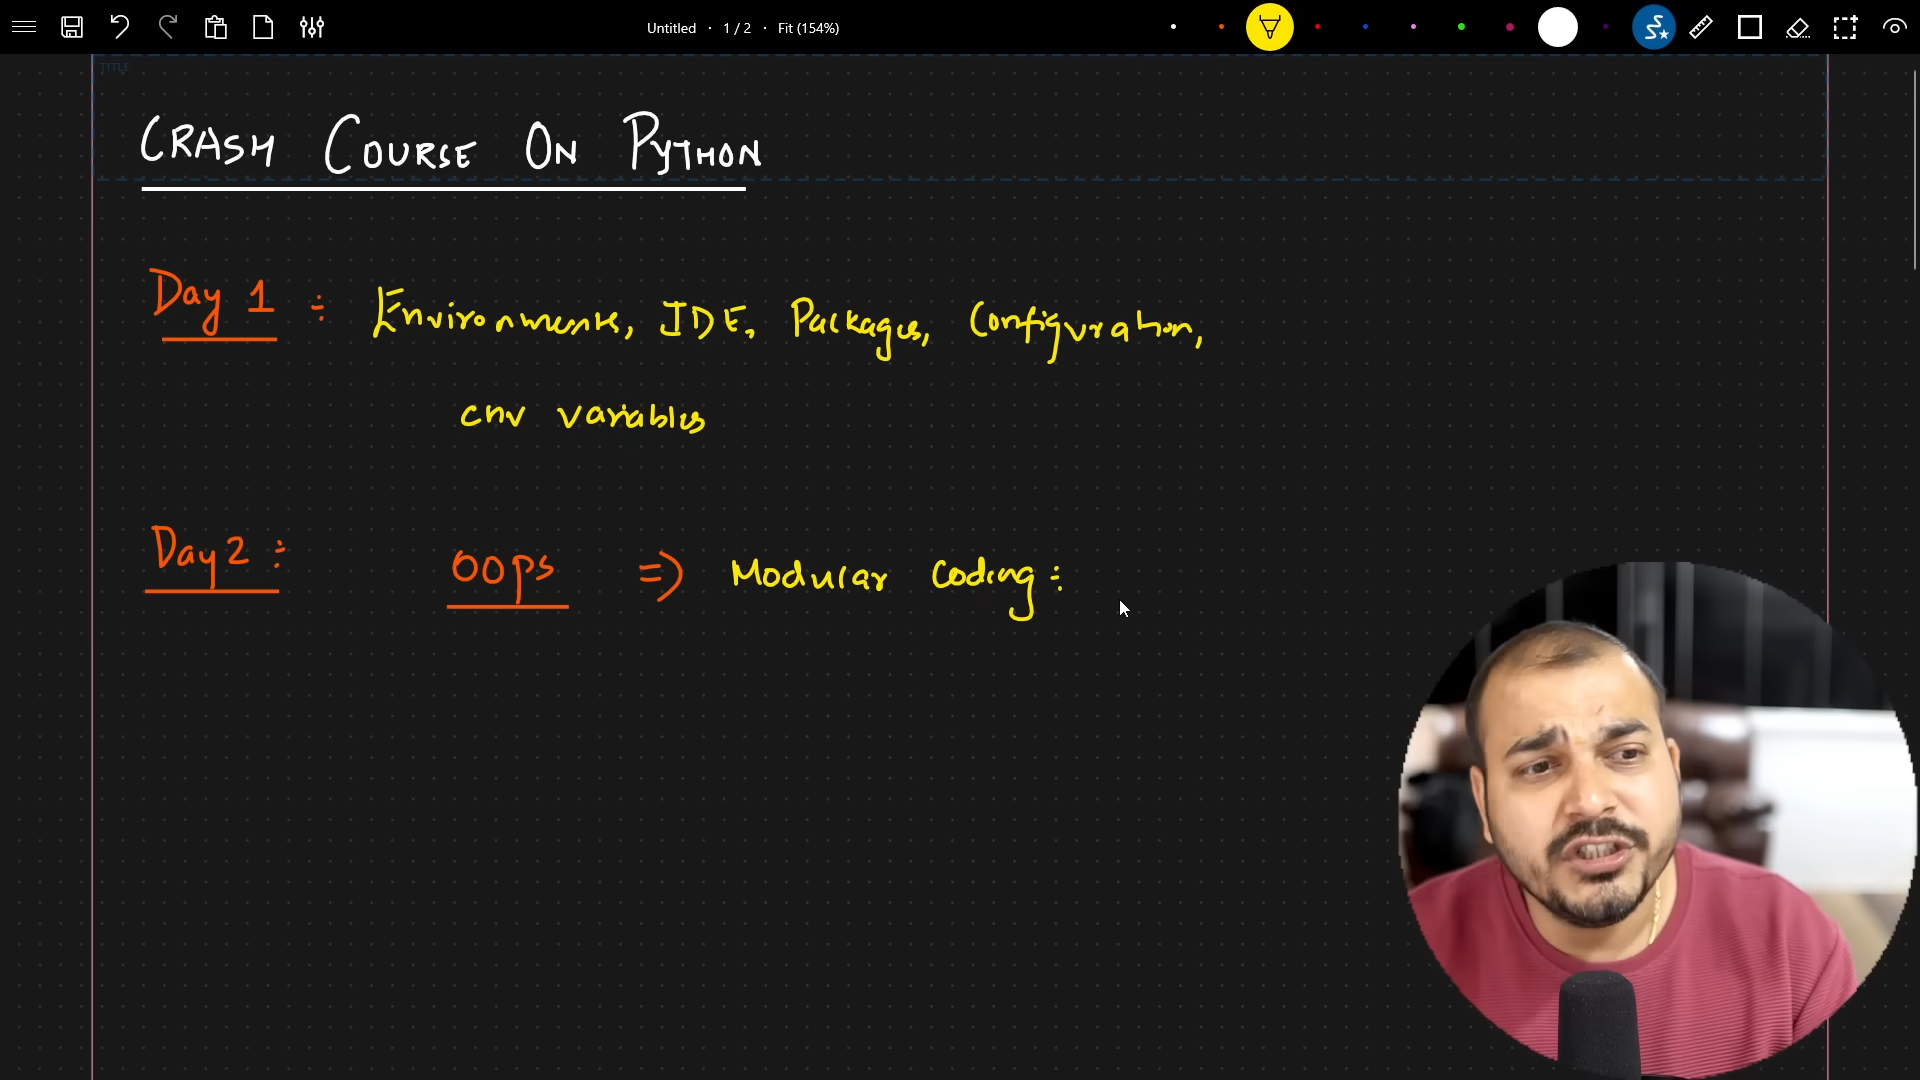 Untitled · 1 / 2 · Fit (154%)
TITLE
CRASH COURSE ON PYTHON
Day 1 : Environments, IDE, Packages, Configuration,
env variables
Day 2 : OOps => Modular Coding :